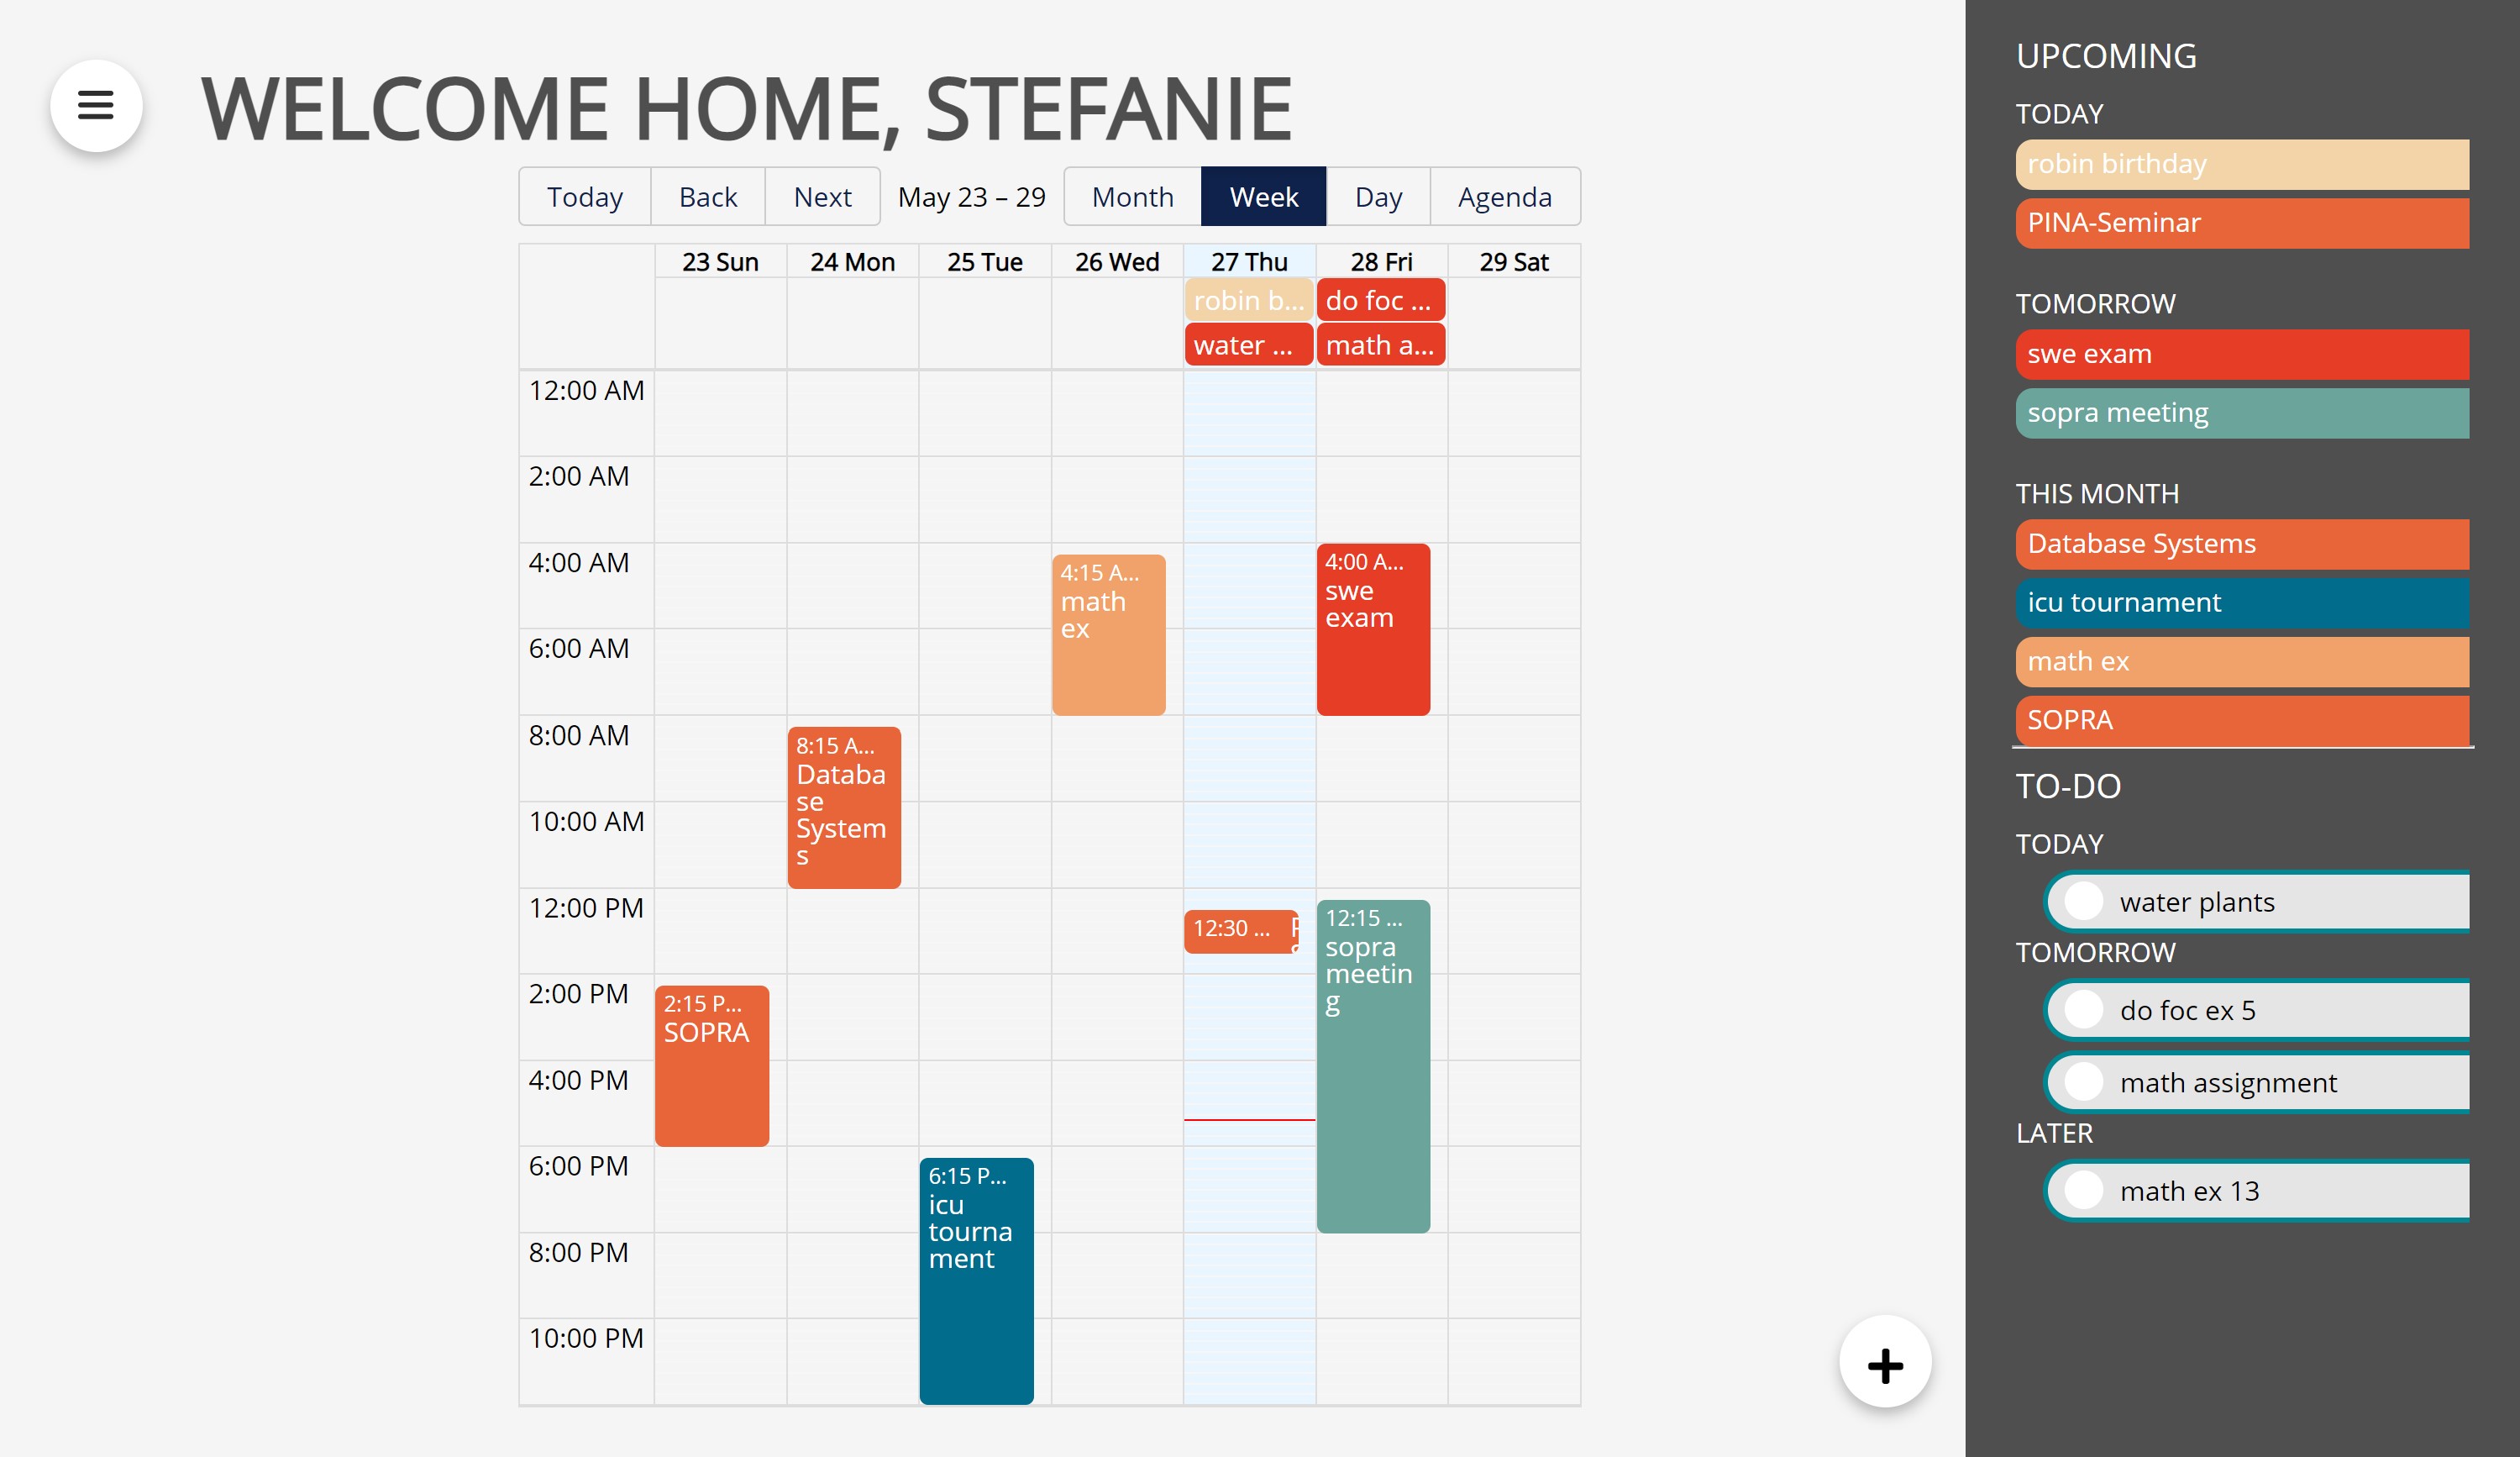 WELCOME HOME, STEFANIE
Today Back Next May 23 – 29 Month Week Day Agenda
23 Sun 24 Mon 25 Tue 26 Wed 27 Thu 28 Fri 29 Sat
robin b... do foc ...
water ... math a...
12:00 AM
2:00 AM
4:00 AM
6:00 AM
8:00 AM
10:00 AM
12:00 PM
2:00 PM
4:00 PM
6:00 PM
8:00 PM
10:00 PM
2:15 P...
SOPRA
8:15 A...
Databa
se
System
s
6:15 P...
icu
tourna
ment
4:15 A...
math
ex
12:30 ...
4:00 A...
swe
exam
12:15 ...
sopra
meetin
g
UPCOMING
TODAY
robin birthday
PINA-Seminar
TOMORROW
swe exam
sopra meeting
THIS MONTH
Database Systems
icu tournament
math ex
SOPRA
TO-DO
TODAY
water plants
TOMORROW
do foc ex 5
math assignment
LATER
math ex 13